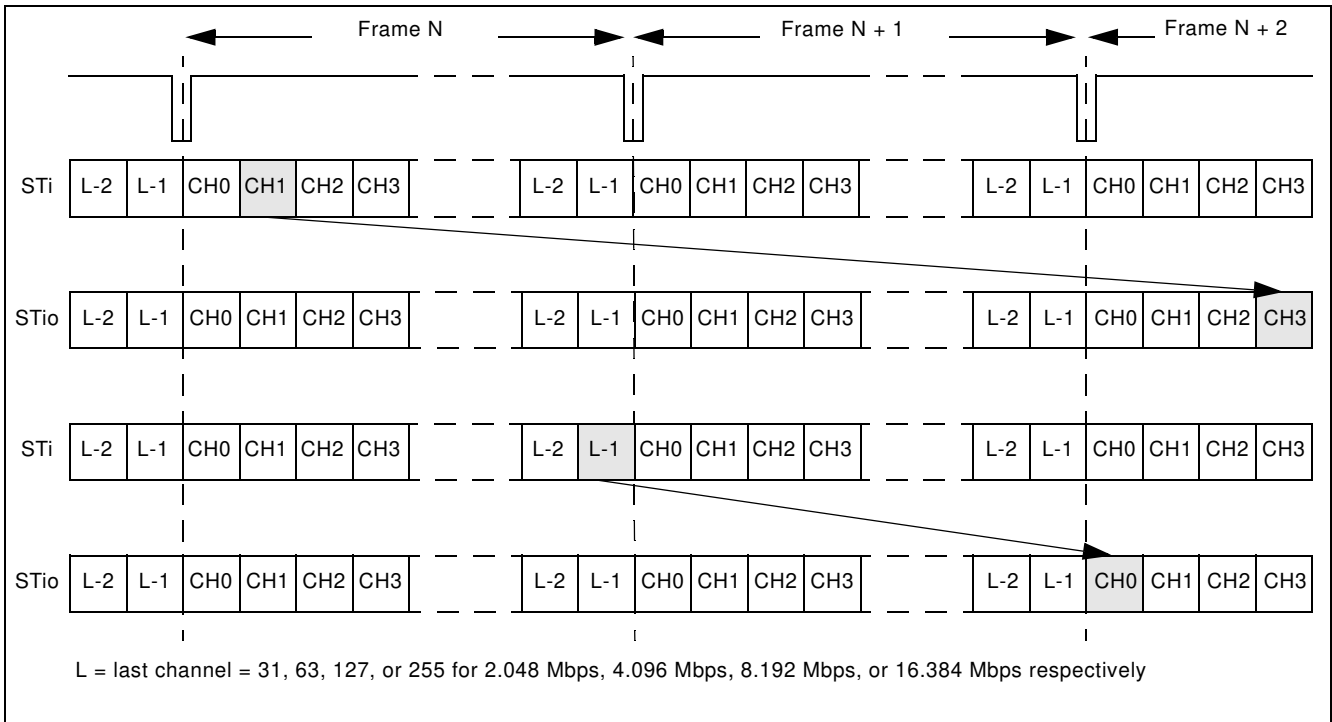 Frame N Frame N + 1 Frame N + 2
STi L-2 L-1 CH0 CH1 CH2 CH3 L-2 L-1 CH0 CH1 CH2 CH3 L-2 L-1 CH0 CH1 CH2 CH3
STio L-2 L-1 CH0 CH1 CH2 CH3 L-2 L-1 CH0 CH1 CH2 CH3 L-2 L-1 CH0 CH1 CH2 CH3
STi L-2 L-1 CH0 CH1 CH2 CH3 L-2 L-1 CH0 CH1 CH2 CH3 L-2 L-1 CH0 CH1 CH2 CH3
STio L-2 L-1 CH0 CH1 CH2 CH3 L-2 L-1 CH0 CH1 CH2 CH3 L-2 L-1 CH0 CH1 CH2 CH3
L = last channel = 31, 63, 127, or 255 for 2.048 Mbps, 4.096 Mbps, 8.192 Mbps, or 16.384 Mbps respectively